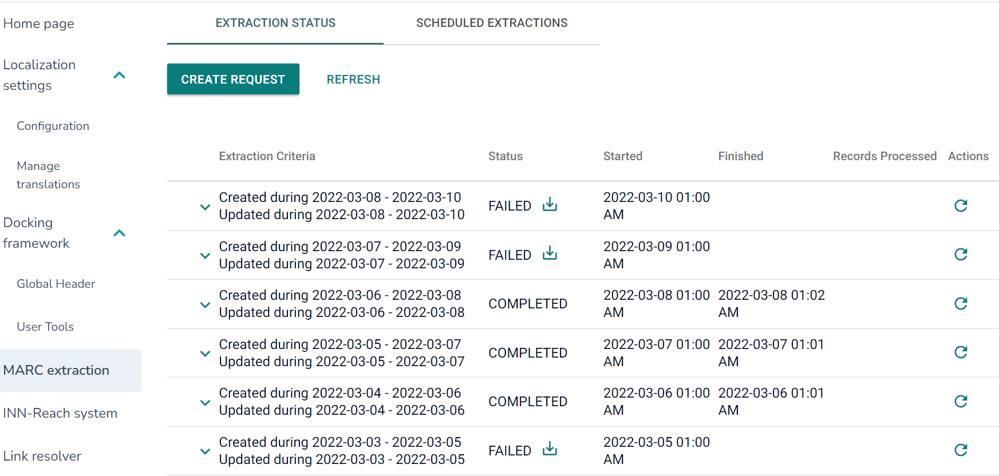 Home page
Localization
settings
Configuration
Manage
translations
Docking
framework
Global Header
User Tools
MARC extraction
INN-Reach system
Link resolver
EXTRACTION STATUS
SCHEDULED EXTRACTIONS
CREATE REQUEST
REFRESH
Extraction Criteria Status Started Finished Records Processed Actions
Created during 2022-03-08 - 2022-03-10
Updated during 2022-03-08 - 2022-03-10
FAILED
2022-03-10 01:00
AM
Created during 2022-03-07 - 2022-03-09
Updated during 2022-03-07 - 2022-03-09
FAILED
2022-03-09 01:00
AM
Created during 2022-03-06 - 2022-03-08
Updated during 2022-03-06 - 2022-03-08
COMPLETED
2022-03-08 01:00
AM
2022-03-08 01:02
AM
Created during 2022-03-05 - 2022-03-07
Updated during 2022-03-05 - 2022-03-07
COMPLETED
2022-03-07 01:00
AM
2022-03-07 01:01
AM
Created during 2022-03-04 - 2022-03-06
Updated during 2022-03-04 - 2022-03-06
COMPLETED
2022-03-06 01:00
AM
2022-03-06 01:01
AM
Created during 2022-03-03 - 2022-03-05
Updated during 2022-03-03 - 2022-03-05
FAILED
2022-03-05 01:00
AM